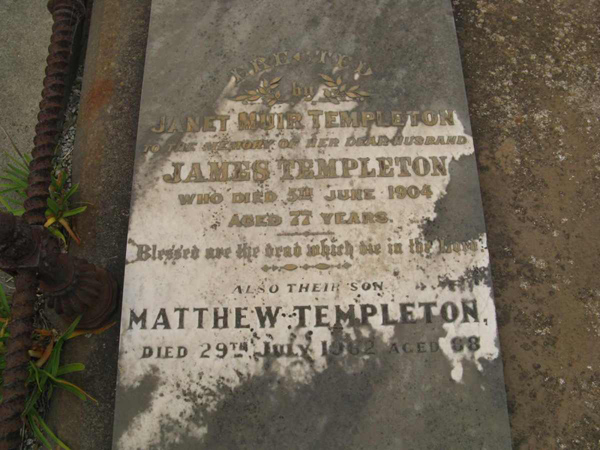 ERECTED
by
JANET MUIR TEMPLETON
TO THE MEMORY OF HER DEAR HUSBAND
JAMES TEMPLETON
WHO DIED 5TH JUNE 1904
AGED 77 YEARS
Blessed are the dead which die in the Lord
ALSO THEIR SON
MATTHEW TEMPLETON,
DIED 29TH JULY 1962 AGED 88